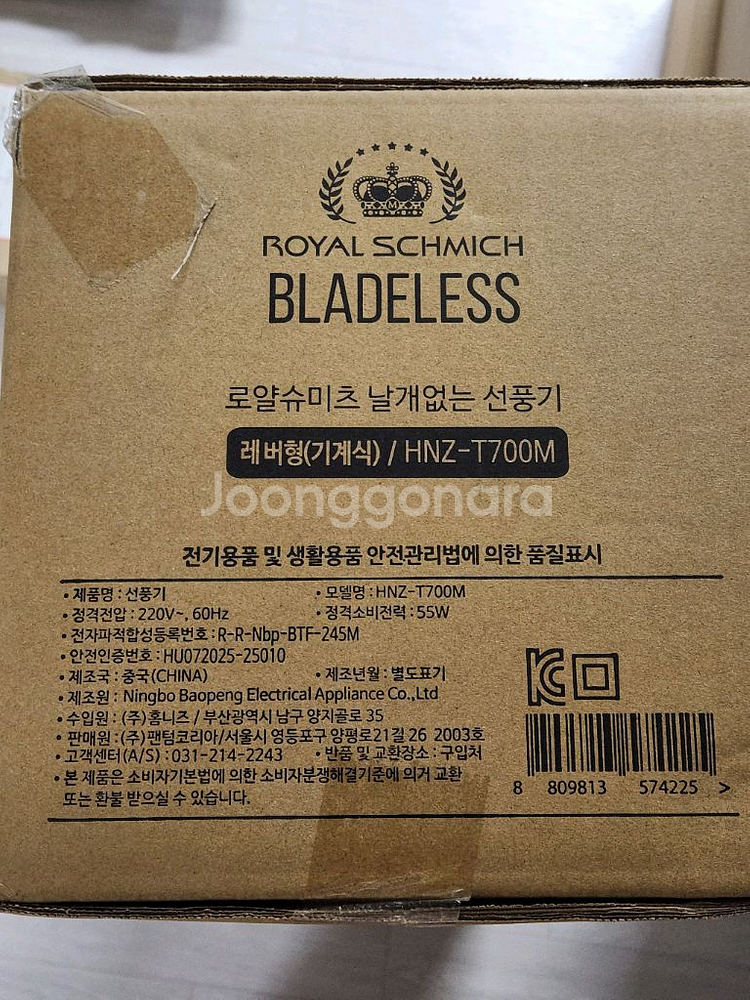 M
ROYAL SCHMICH
BLADELESS
로얄슈미츠 날개없는 선풍기
레버형(기계식) / HNZ-T700M
Joonggonara
전기용품 및 생활용품 안전관리법에 의한 품질표시
• 제품명 : 선풍기 • 모델명 : HNZ-T700M
• 정격전압 : 220V~, 60Hz • 정격소비전력 : 55W
• 전자파적합성등록번호 : R-R-Nbp-BTF-245M
• 안전인증번호 : HU072025-25010
• 제조국 : 중국(CHINA) • 제조년월 : 별도표기
• 제조원 : Ningbo Baopeng Electrical Appliance Co.,Ltd
• 수입원 : (주)홈니즈 / 부산광역시 남구 양지골로 35
• 판매원 : (주)팬텀코리아/서울시 영등포구 양평로21길 26 2003호
• 고객센터(A/S) : 031-214-2243 • 반품 및 교환장소 : 구입처
• 본 제품은 소비자기본법에 의한 소비자분쟁해결기준에 의거 교환
또는 환불 받으실 수 있습니다.
KC
8 809813 574225 >